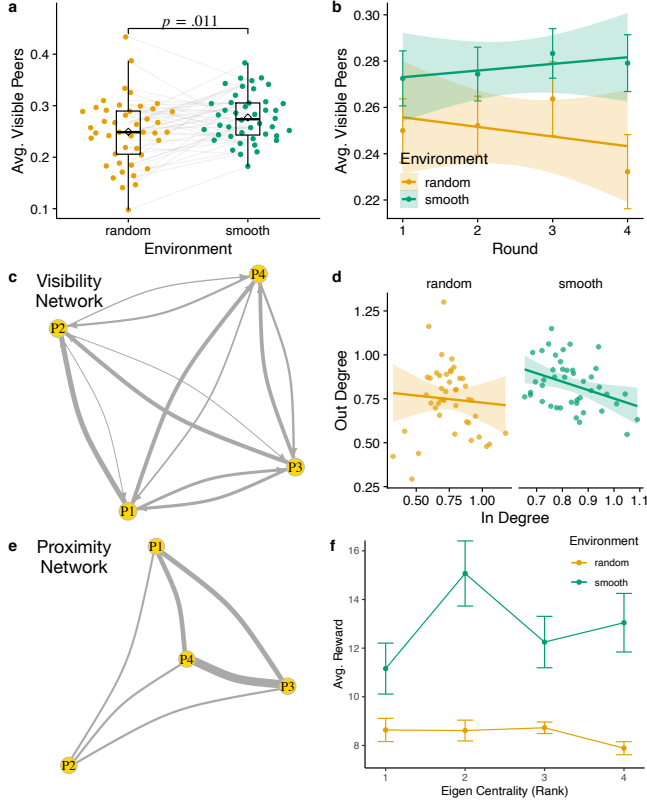 a
p = .011
Avg. Visible Peers
0.4
0.3
0.2
0.1
random
smooth
Environment
b
Avg. Visible Peers
0.30
0.28
0.26
0.24
0.22
Environment
random
smooth
1
2
3
4
Round
c
Visibility
Network
P4
P2
P3
P1
d
random
smooth
Out Degree
1.25
1.00
0.75
0.50
0.25
0.50
0.75
1.00
0.7
0.8
0.9
1.0
1.1
In Degree
e
Proximity
Network
P1
P4
P3
P2
f
Environment
random
smooth
Avg. Reward
16
14
12
10
8
1
2
3
4
Eigen Centrality (Rank)